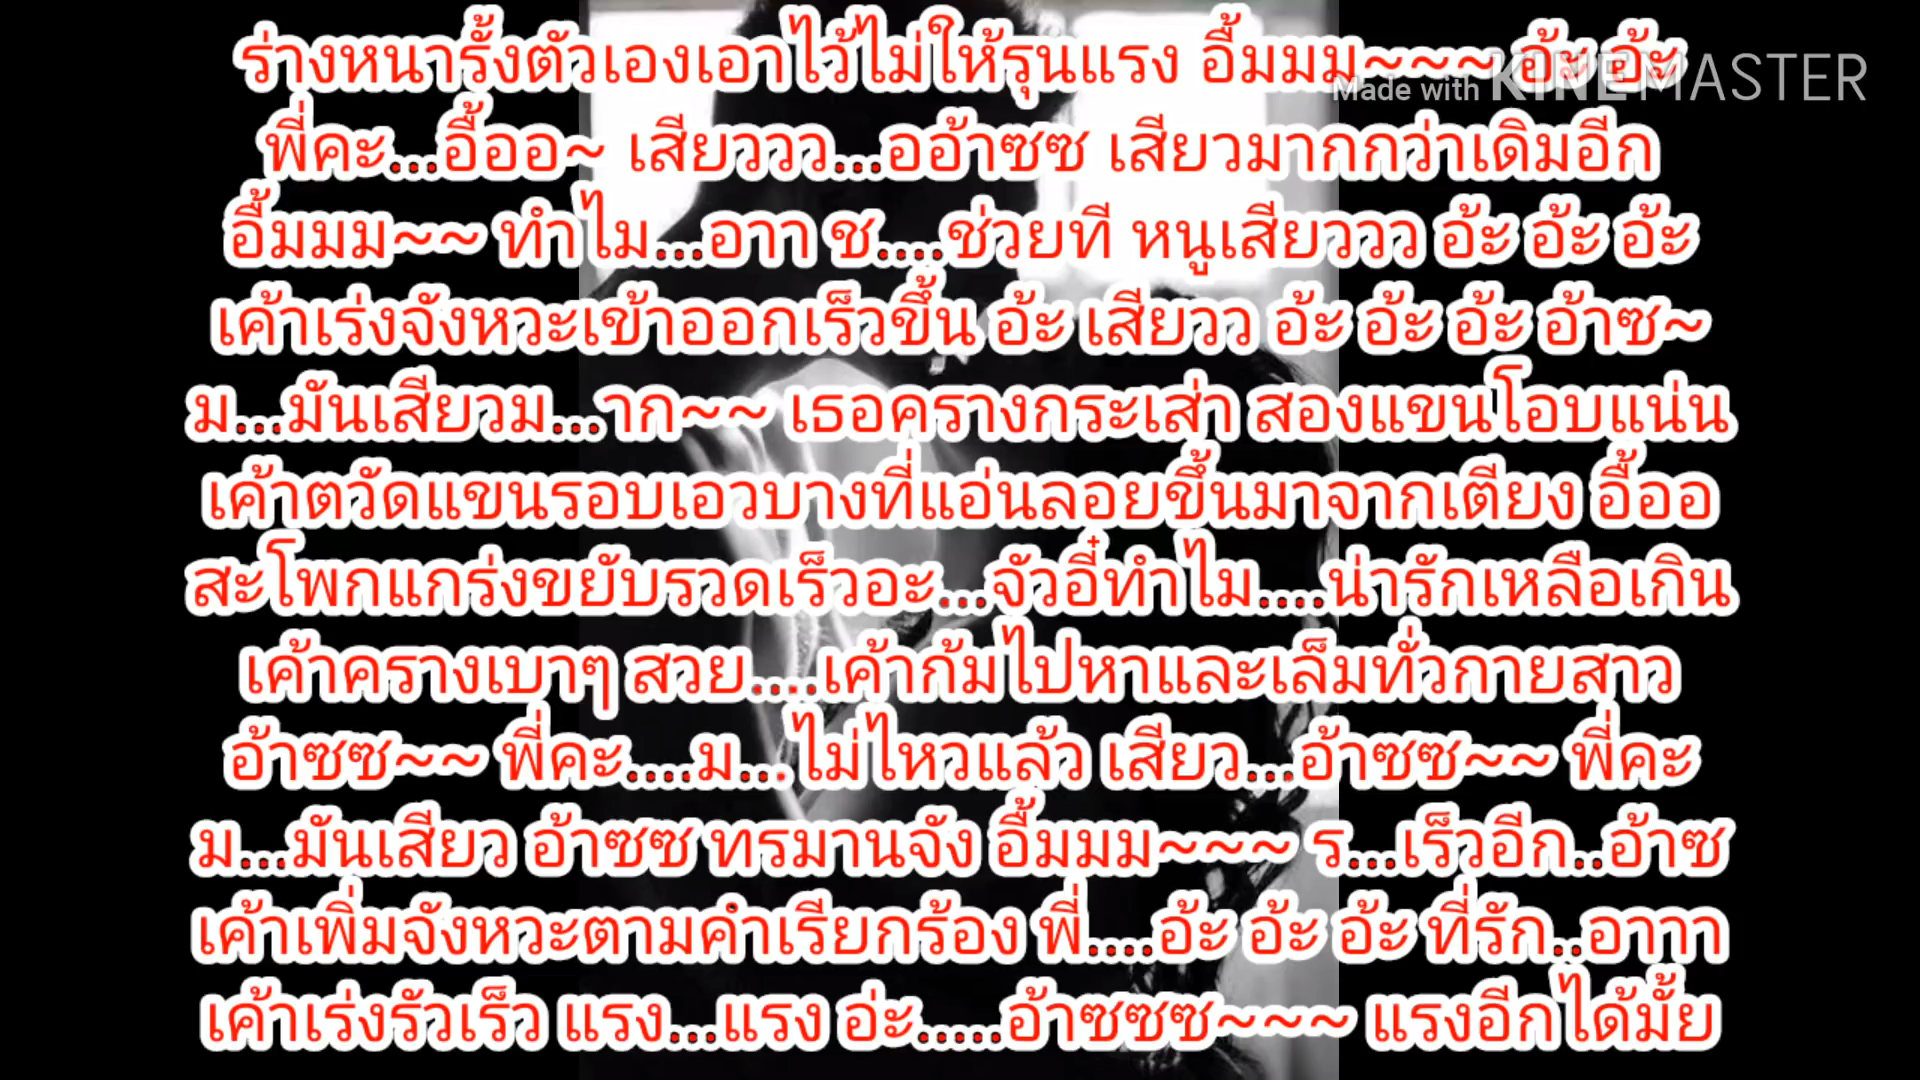 ร่างหนารั้งตัวเองเอาไว้ไม่ให้รุนแรง อื้มมม~~~ อ้ะ อ้ะ
Made with KINEMASTER
พี่คะ...อื้ออ~ เสียววว...ออ้าซซ เสียวมากกว่าเดิมอีก
อื้มมม~~ ทำไม...อาา ช....ช่วยที หนูเสียววว อ้ะ อ้ะ อ้ะ
เค้าเร่งจังหวะเข้าออกเร็วขึ้น อ้ะ เสียวว อ้ะ อ้ะ อ้ะ อ้าซ~
ม...มันเสียวม...าก~~ เธอครางกระเส่า สองแขนโอบแน่น
เค้าตวัดแขนรอบเอวบางที่แอ่นลอยขึ้นมาจากเตียง อื้ออ
สะโพกแกร่งขยับรวดเร็วอะ...จัวอี๋ทำไม....น่ารักเหลือเกิน
เค้าครางเบาๆ สวย....เค้าก้มไปหาและเล็มทั่วกายสาว
อ้าซซ~~ พี่คะ....ม...ไม่ไหวแล้ว เสียว...อ้าซซ~~ พี่คะ
ม...มันเสียว อ้าซซ ทรมานจัง อื้มมม~~~ ร...เร็วอีก..อ้าซ
เค้าเพิ่มจังหวะตามคำเรียกร้อง พี่....อ้ะ อ้ะ อ้ะ ที่รัก..อาาา
เค้าเร่งรัวเร็ว แรง...แรง อ่ะ.....อ้าซซซ~~~ แรงอีกได้มั้ย